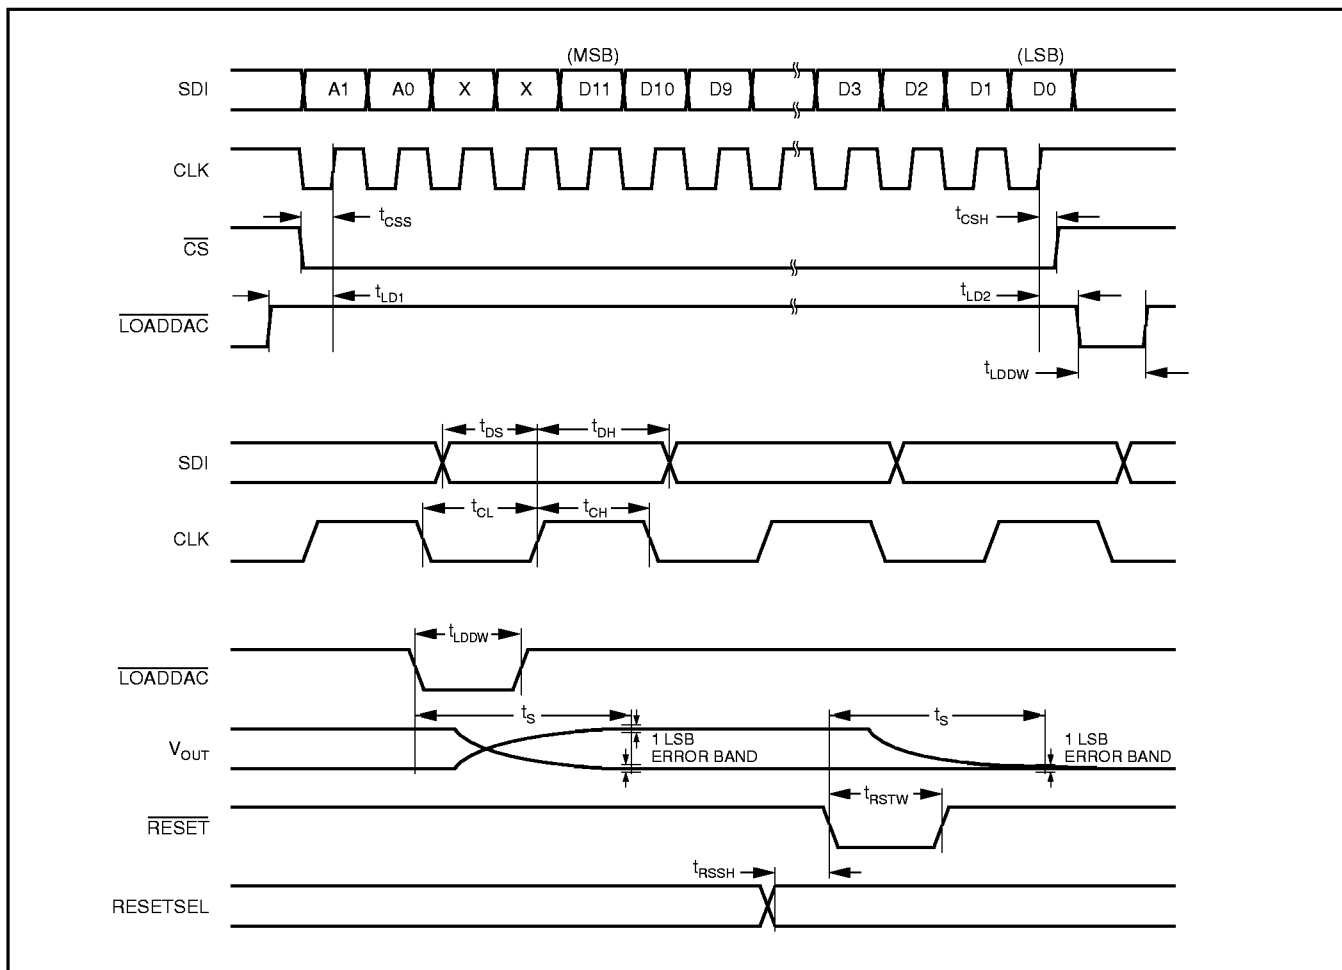 (MSB) (LSB)
SDI A1 A0 X X D11 D10 D9 D3 D2 D1 D0
CLK
tCSS tCSH
CS
tLD1 tLD2
LOADDAC
tLDDW
tDS tDH
SDI
tCL tCH
CLK
tLDDW
LOADDAC
tS tS
VOUT 1 LSB ERROR BAND 1 LSB ERROR BAND
tRSTW
RESET
tRSSH
RESETSEL